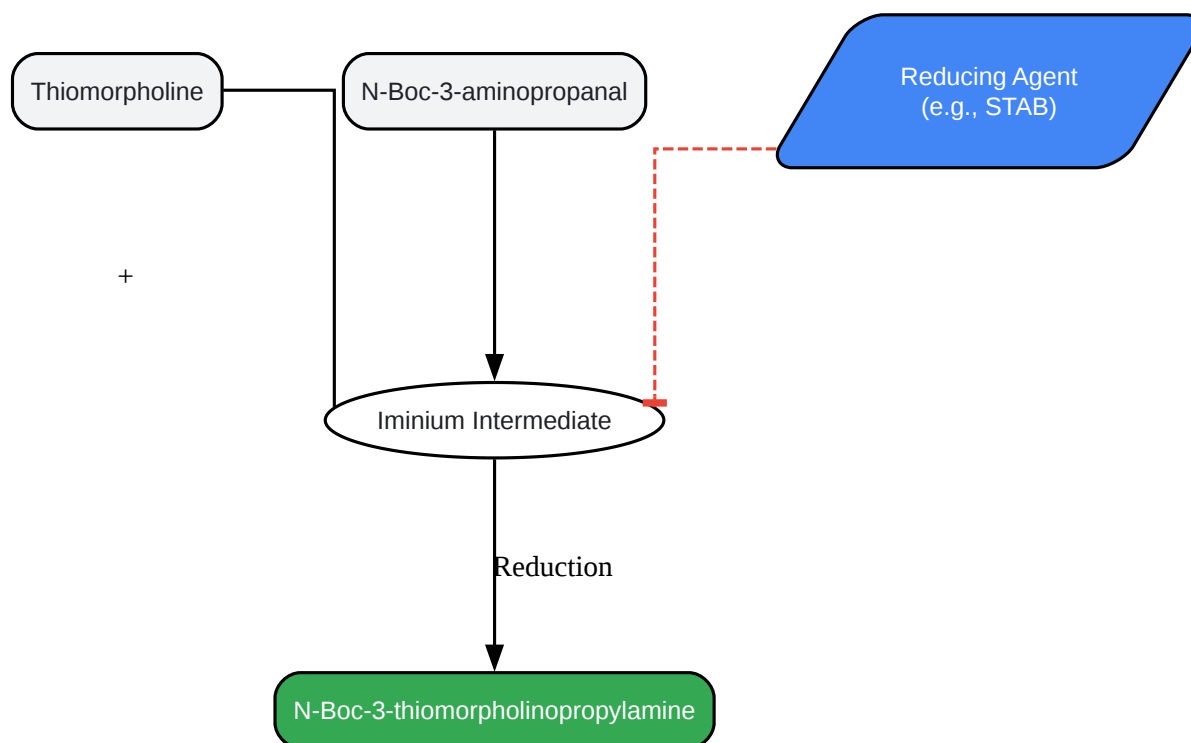 Thiomorpholine
N-Boc-3-aminopropanal
Reducing Agent
(e.g., STAB)
+
Iminium Intermediate
Reduction
N-Boc-3-thiomorpholinopropylamine